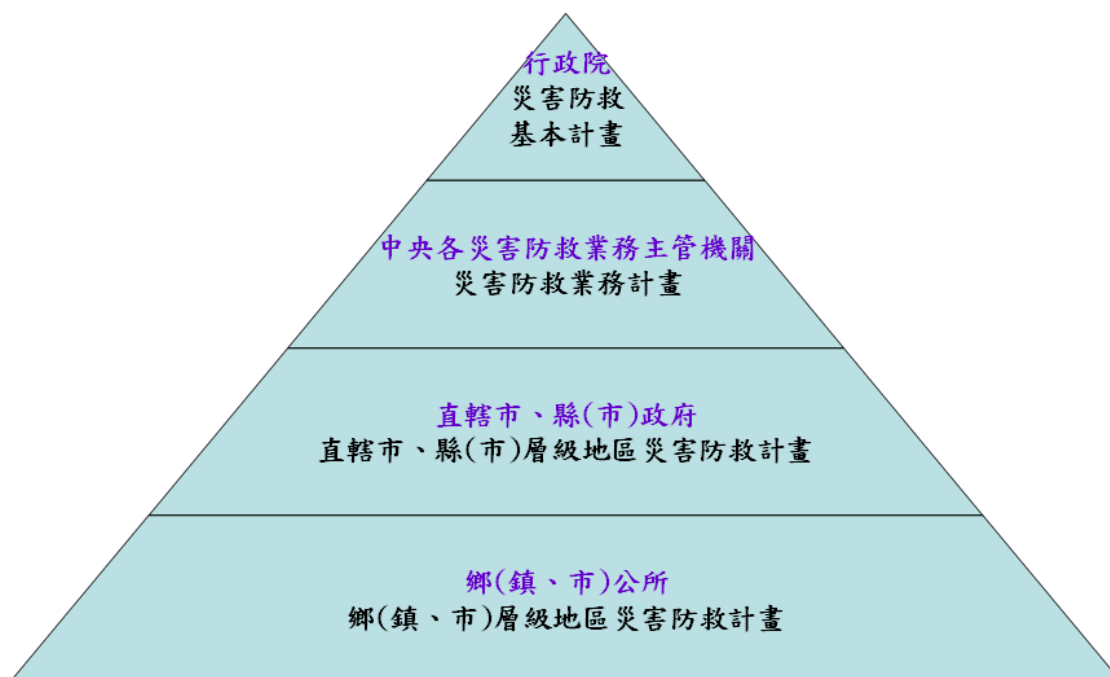 行政院
災害防救
基本計畫
中央各災害防救業務主管機關
災害防救業務計畫
直轄市、縣(市)政府
直轄市、縣(市)層級地區災害防救計畫
鄉(鎮、市)公所
鄉(鎮、市)層級地區災害防救計畫